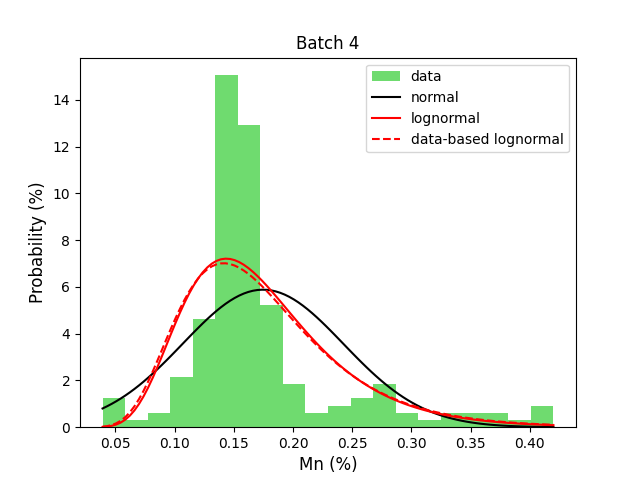 Batch 4
data
normal
lognormal
data-based lognormal
Probability (%)
14
12
10
8
6
4
2
0
0.05 0.10 0.15 0.20 0.25 0.30 0.35 0.40
Mn (%)